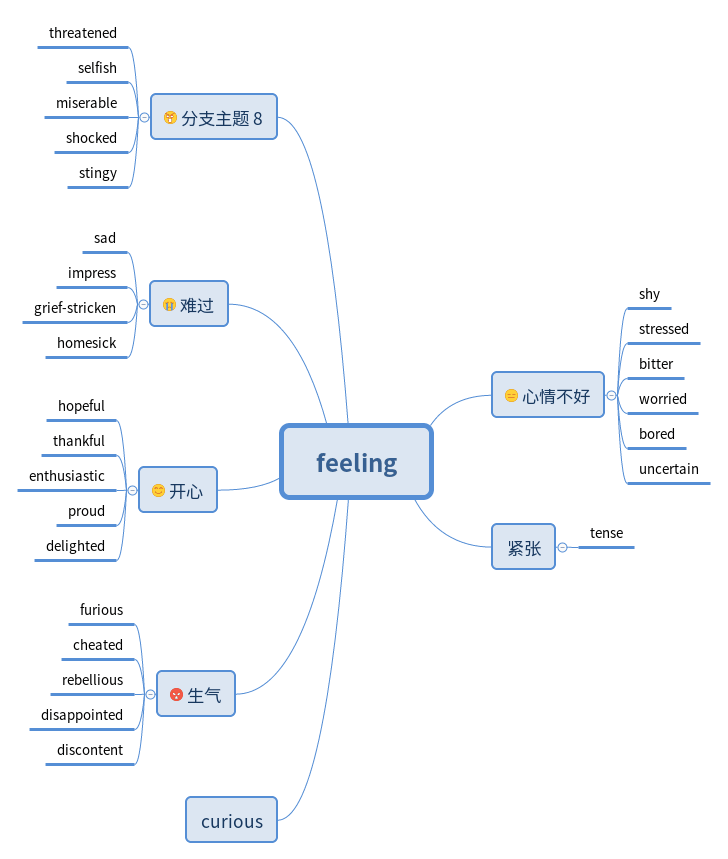 feeling
心情不好
shy
stressed
bitter
worried
bored
uncertain
紧张
tense
分支主题 8
threatened
selfish
miserable
shocked
stingy
难过
sad
impress
grief-stricken
homesick
开心
hopeful
thankful
enthusiastic
proud
delighted
生气
furious
cheated
rebellious
disappointed
discontent
curious